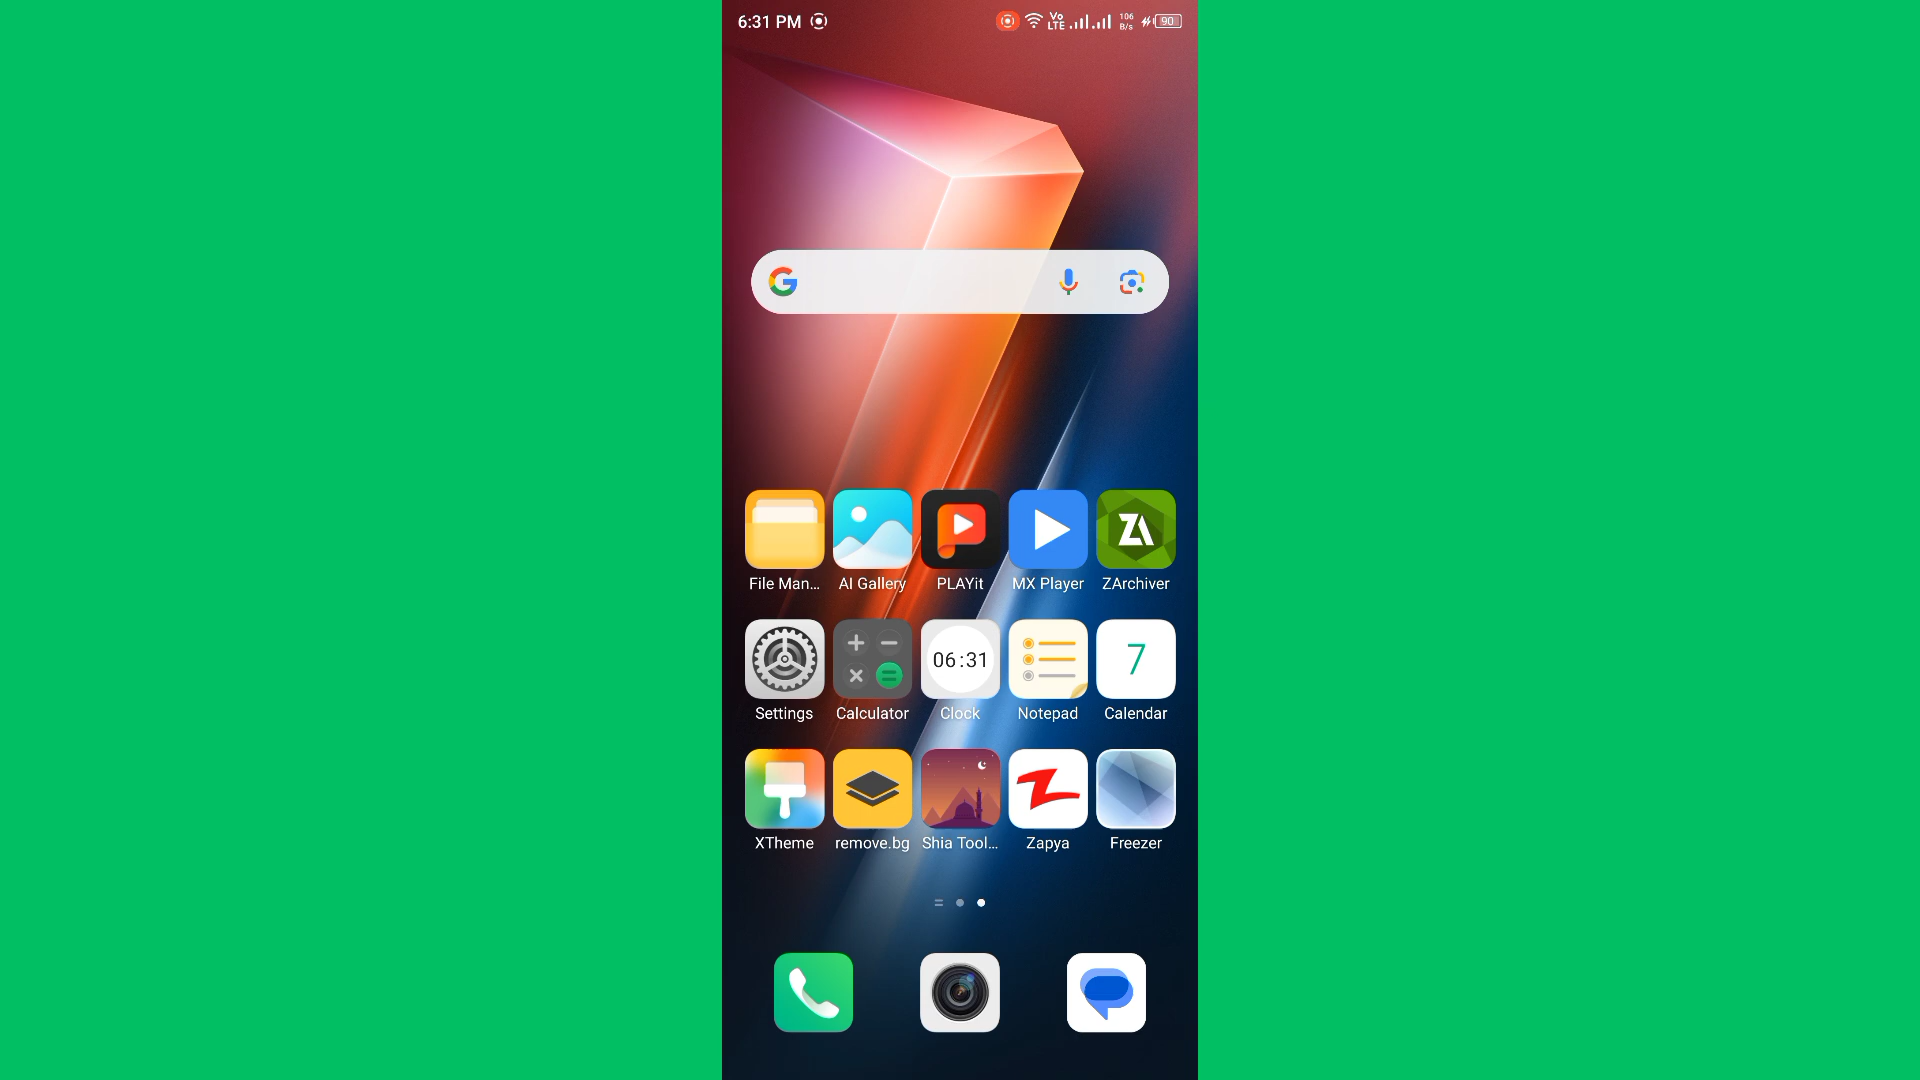 6:31 PM
Vo LTE 106 B/s 90
File Man... AI Gallery PLAYit MX Player ZArchiver
06:31 7
Settings Calculator Clock Notepad Calendar
XTheme remove.bg Shia Tool... Zapya Freezer